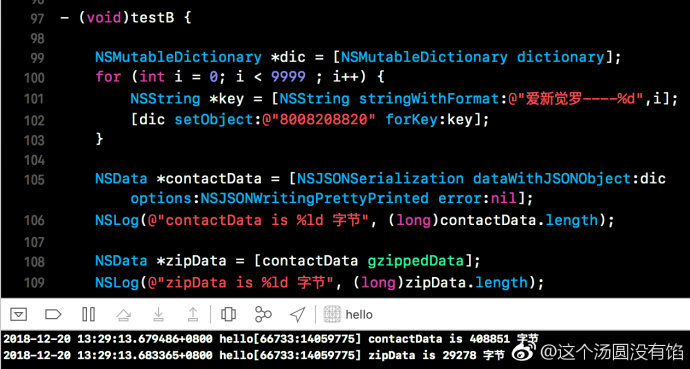 96
97 - (void)testB {
98
99 NSMutableDictionary *dic = [NSMutableDictionary dictionary];
100 for (int i = 0; i < 9999 ; i++) {
101 NSString *key = [NSString stringWithFormat:@"爱新觉罗----%d",i];
102 [dic setObject:@"8008208820" forKey:key];
103 }
104
105 NSData *contactData = [NSJSONSerialization dataWithJSONObject:dic
options:NSJSONWritingPrettyPrinted error:nil];
106 NSLog(@"contactData is %ld 字节", (long)contactData.length);
107
108 NSData *zipData = [contactData gzippedData];
109 NSLog(@"zipData is %ld 字节", (long)zipData.length);
hello
2018-12-20 13:29:13.679486+0800 hello[66733:14059775] contactData is 408851 字节
2018-12-20 13:29:13.683365+0800 hello[66733:14059775] zipData is 29278 字节
@这个汤圆没有馅